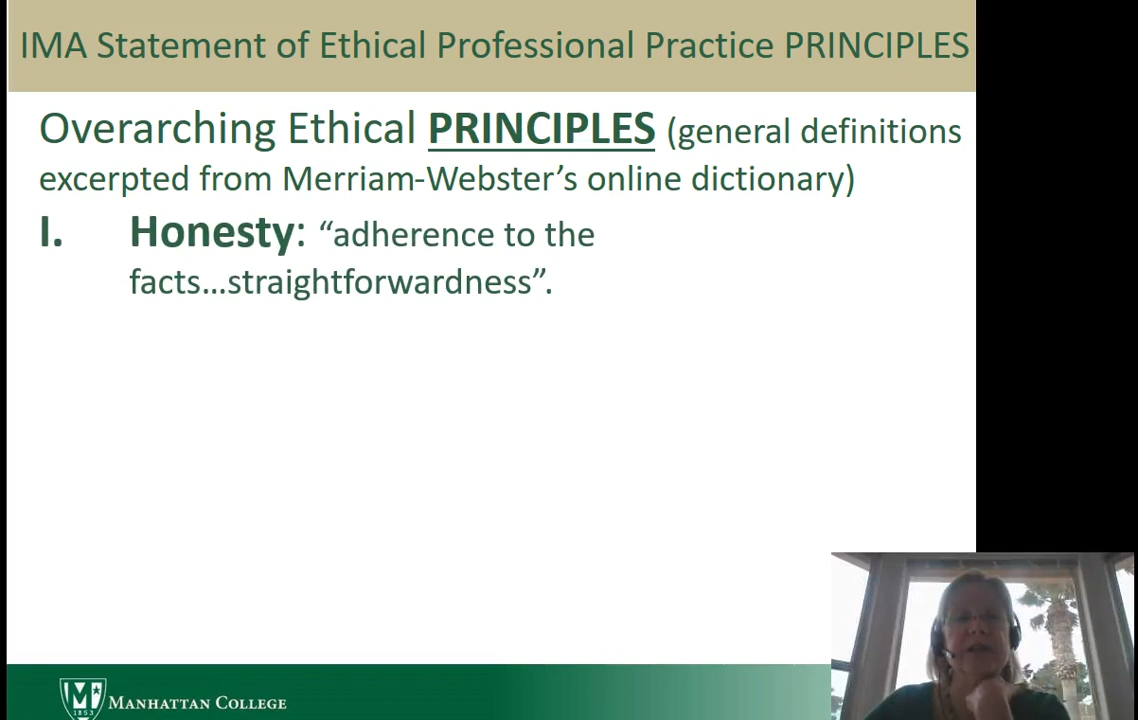 IMA Statement of Ethical Professional Practice PRINCIPLES
Overarching Ethical PRINCIPLES (general definitions
excerpted from Merriam-Webster’s online dictionary)
I. Honesty: “adherence to the
facts…straightforwardness”.
M
1853
MANHATTAN COLLEGE